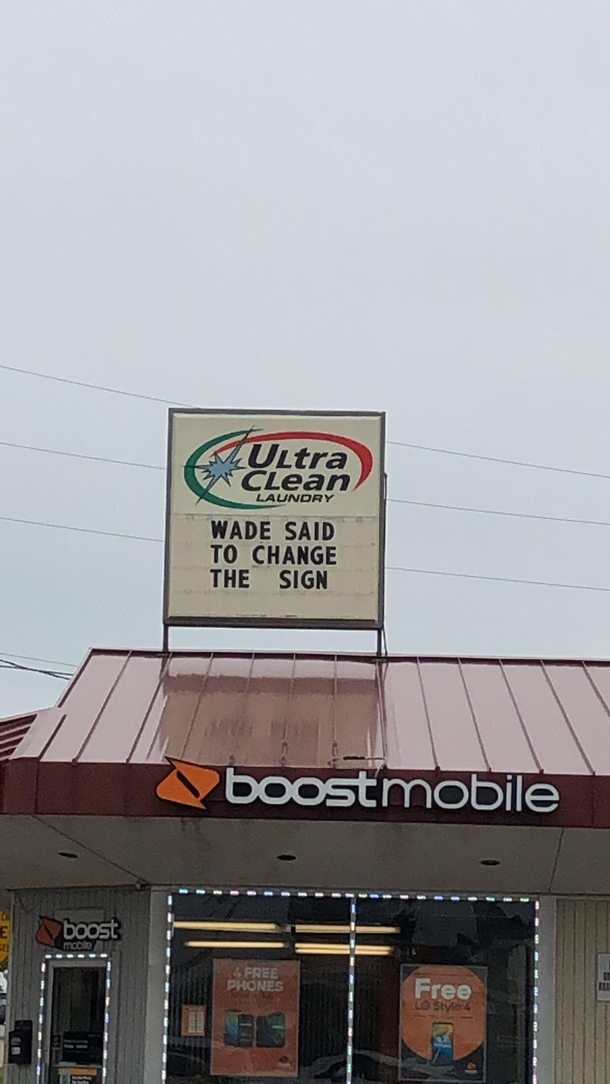 ULtra
CLean
LAUNDRY
WADE SAID
TO CHANGE
THE SIGN
boostmobile
boost
mobile
4 FREE
PHONES
Free
LG Stylo 4